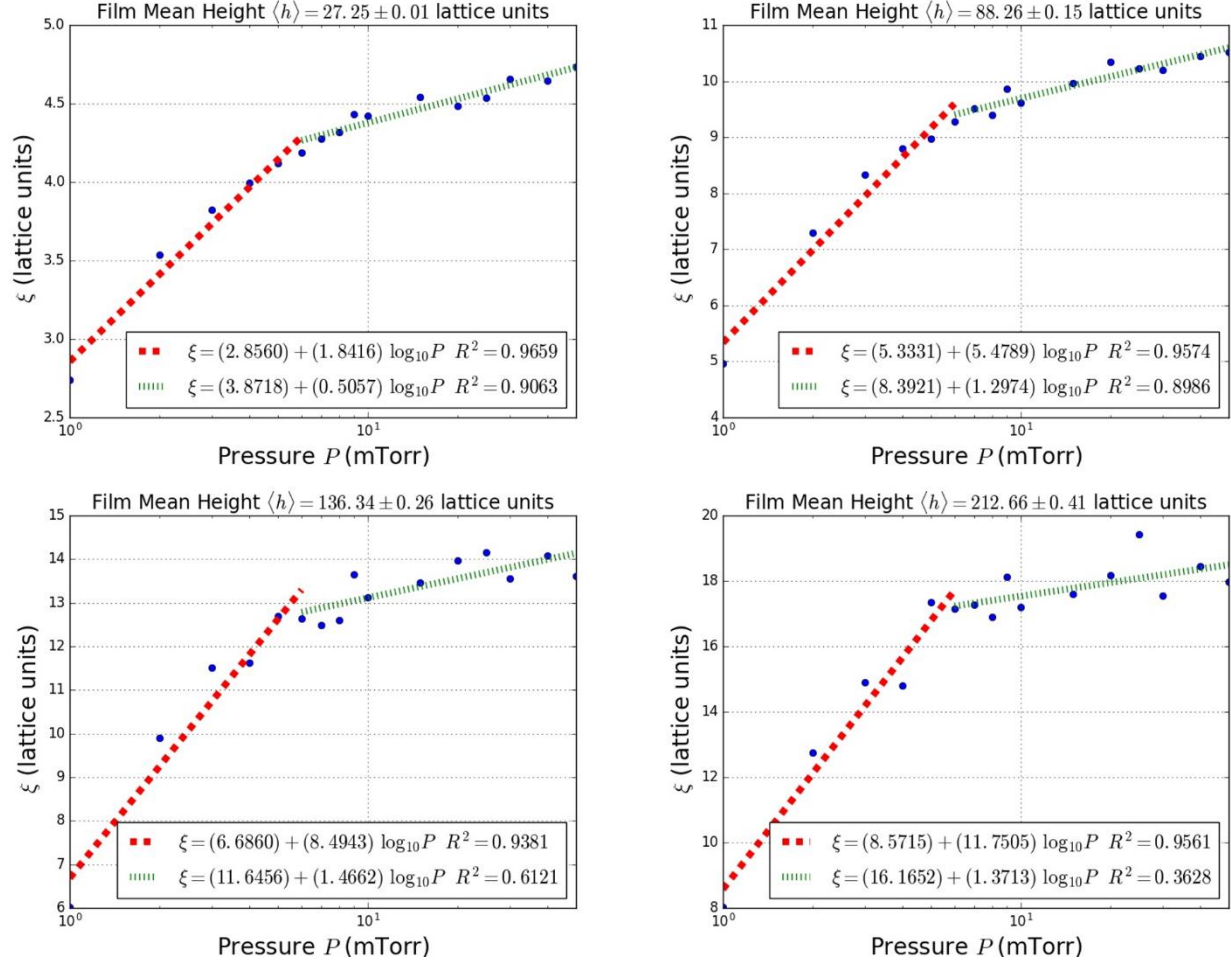 Film Mean Height ⟨h⟩ = 27.25 ± 0.01 lattice units
5.0
4.5
4.0
3.5
3.0
2.5
ξ (lattice units)
ξ = (2.8560) + (1.8416) log₁₀P R² = 0.9659
ξ = (3.8718) + (0.5057) log₁₀P R² = 0.9063
10⁰ 10¹
Pressure P (mTorr)
Film Mean Height ⟨h⟩ = 88.26 ± 0.15 lattice units
11
10
9
8
7
6
5
4
ξ (lattice units)
ξ = (5.3331) + (5.4789) log₁₀P R² = 0.9574
ξ = (8.3921) + (1.2974) log₁₀P R² = 0.8986
10⁰ 10¹
Pressure P (mTorr)
Film Mean Height ⟨h⟩ = 136.34 ± 0.26 lattice units
15
14
13
12
11
10
9
8
7
6
ξ (lattice units)
ξ = (6.6860) + (8.4943) log₁₀P R² = 0.9381
ξ = (11.6456) + (1.4662) log₁₀P R² = 0.6121
10⁰ 10¹
Pressure P (mTorr)
Film Mean Height ⟨h⟩ = 212.66 ± 0.41 lattice units
20
18
16
14
12
10
8
ξ (lattice units)
ξ = (8.5715) + (11.7505) log₁₀P R² = 0.9561
ξ = (16.1652) + (1.3713) log₁₀P R² = 0.3628
10⁰ 10¹
Pressure P (mTorr)